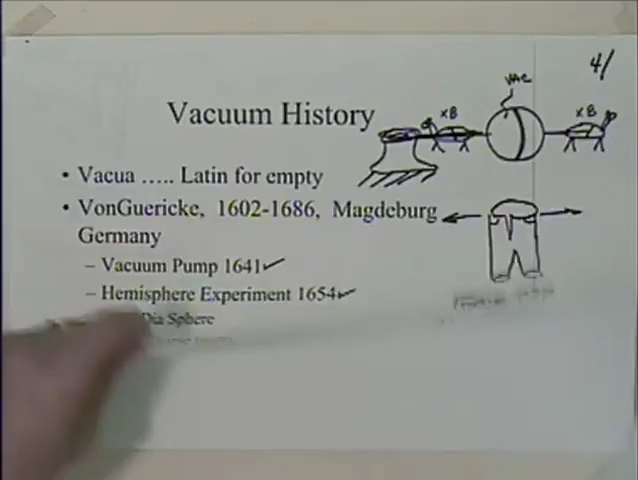 4/
VAC
x8
x8
Vacuum History
• Vacua ..... Latin for empty
• VonGuericke, 1602-1686, Magdeburg
Germany
– Vacuum Pump 1641✓
– Hemisphere Experiment 1654✓
Dia Sphere